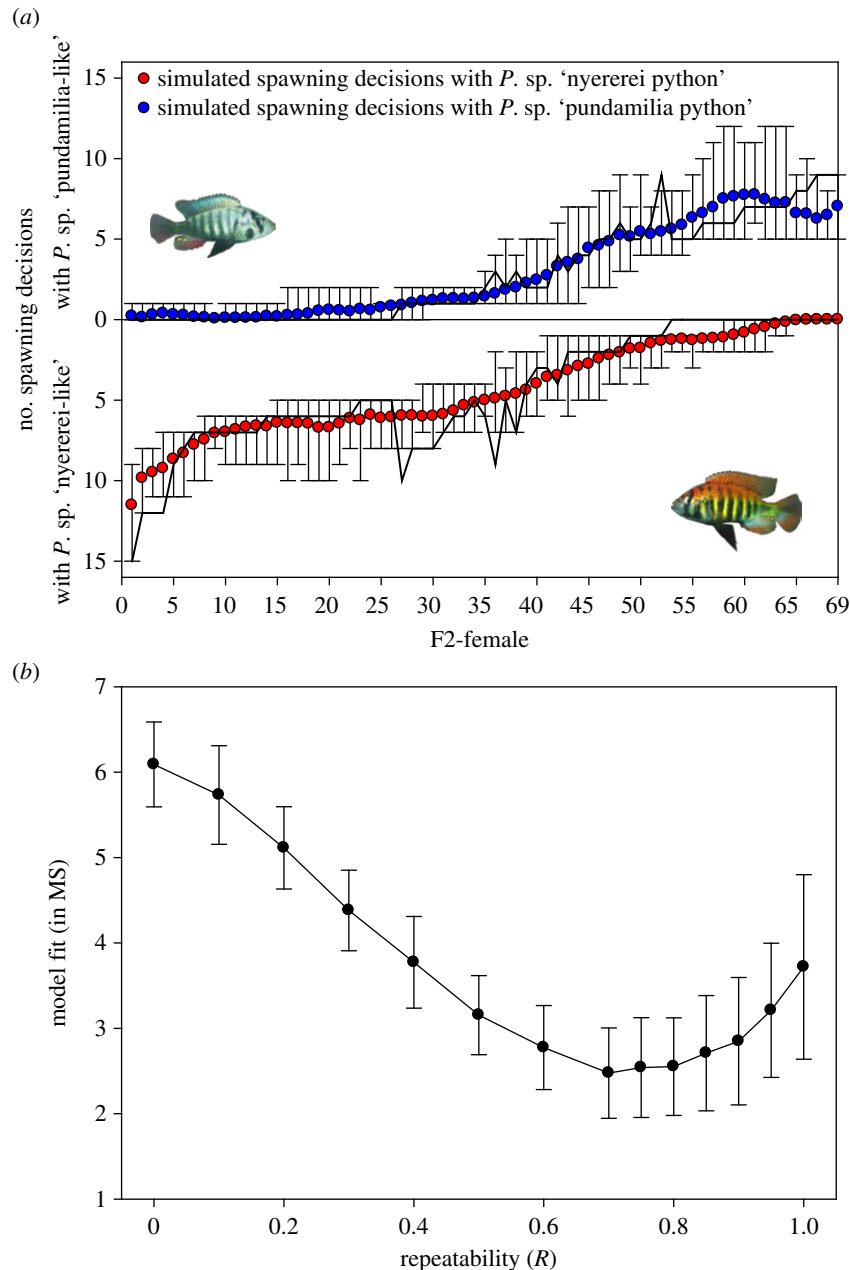 (a)
simulated spawning decisions with P. sp. ‘nyererei python’
simulated spawning decisions with P. sp. ‘pundamilia python’
no. spawning decisions
with P. sp. ‘nyererei-like’ with P. sp. ‘pundamilia-like’
15
10
5
0
5
10
15
0 5 10 15 20 25 30 35 40 45 50 55 60 65 69
F2-female
(b)
model fit (in MS)
7
6
5
4
3
2
1
0 0.2 0.4 0.6 0.8 1.0
repeatability (R)